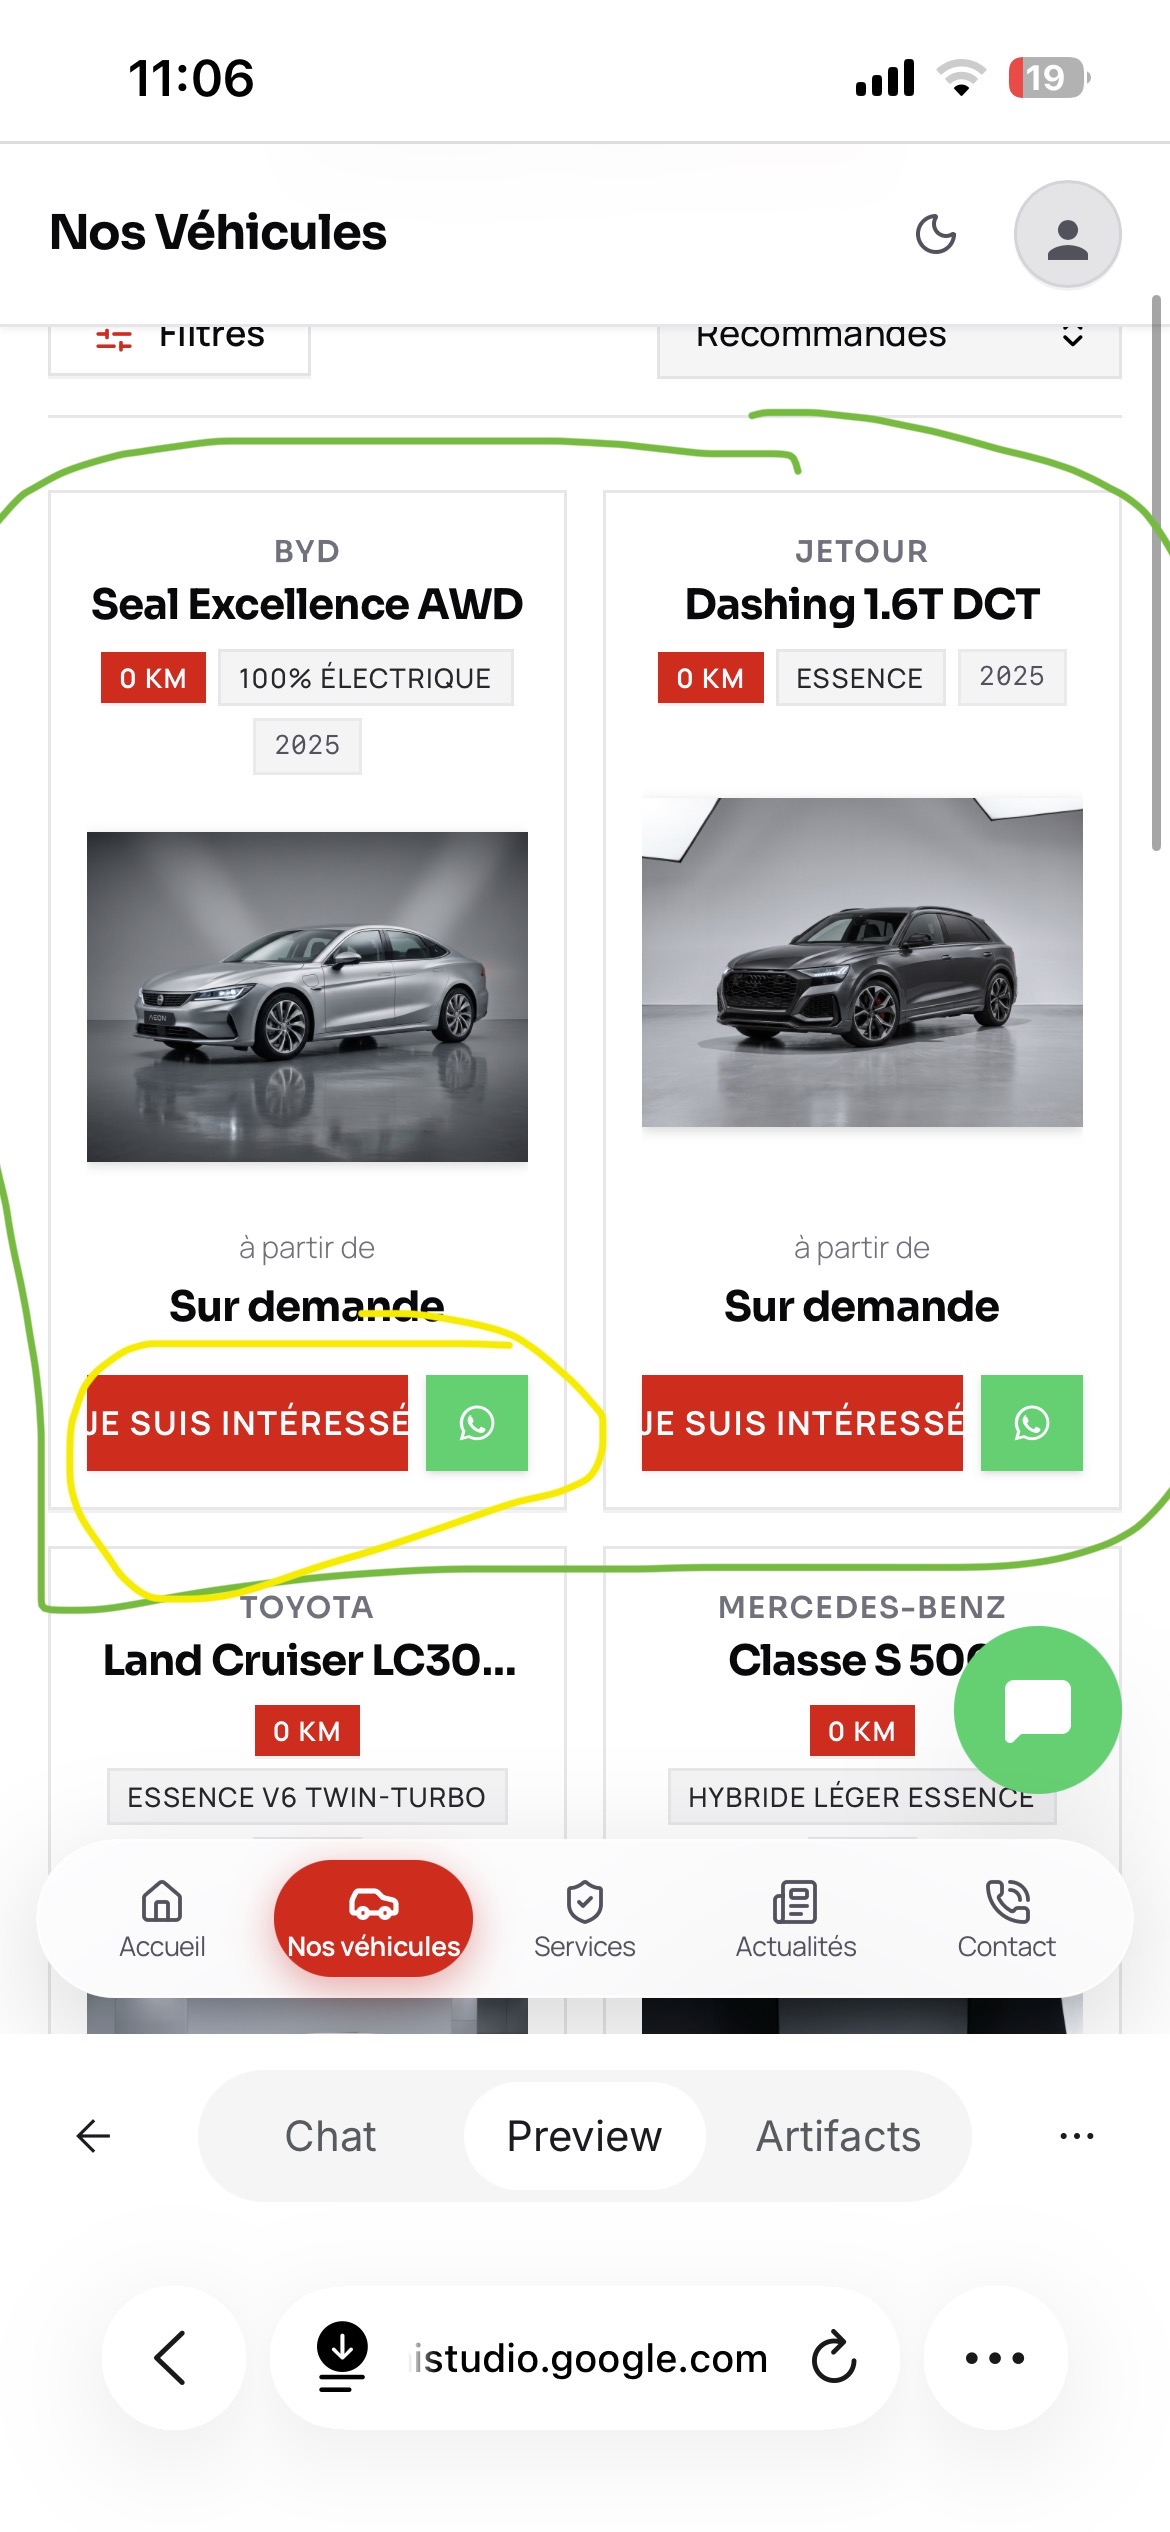 11:06
19
Nos Véhicules
Filtres
Recommandés
BYD
Seal Excellence AWD
0 KM
100% ÉLECTRIQUE
2025
AEON
à partir de
Sur demande
JE SUIS INTÉRESSÉ
JETOUR
Dashing 1.6T DCT
0 KM
ESSENCE
2025
à partir de
Sur demande
JE SUIS INTÉRESSÉ
TOYOTA
Land Cruiser LC30...
0 KM
ESSENCE V6 TWIN-TURBO
MERCEDES-BENZ
Classe S 500
0 KM
HYBRIDE LÉGER ESSENCE
Accueil
Nos véhicules
Services
Actualités
Contact
Chat
Preview
Artifacts
istudio.google.com